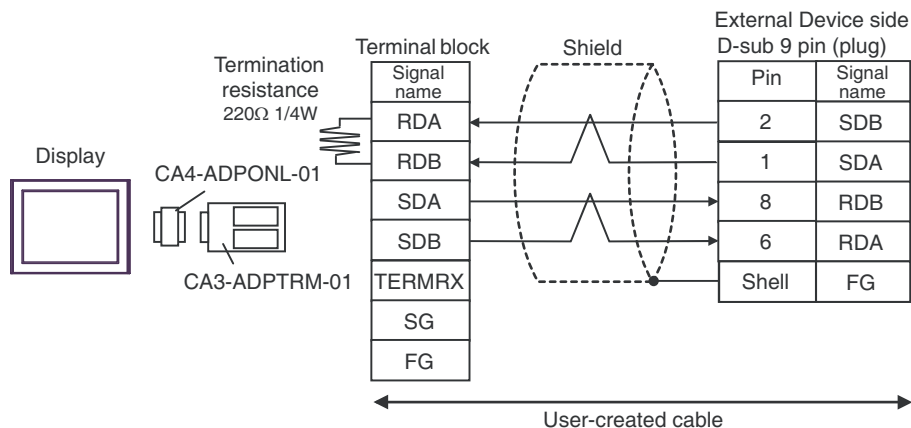 External Device side
D-sub 9 pin (plug)
Terminal block
Shield
Termination
resistance
220Ω 1/4W
Signal
name
Pin
Signal
name
RDA
2
SDB
RDB
1
SDA
Display
CA4-ADPONL-01
SDA
8
RDB
SDB
6
RDA
CA3-ADPTRM-01
TERMRX
Shell
FG
SG
FG
User-created cable